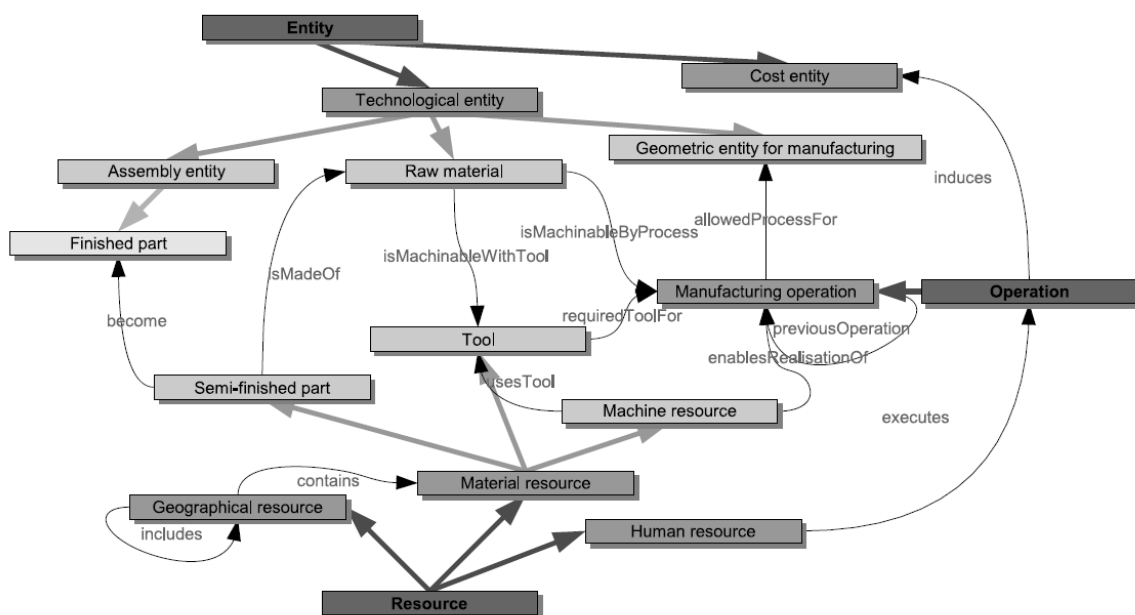 Entity
Cost entity
Technological entity
Geometric entity for manufacturing
Assembly entity
Raw material
induces
allowedProcessFor
isMachinableByProcess
Finished part
isMachinableWithTool
isMadeOf
Manufacturing operation
Operation
become
requiredToolFor
previousOperation
Tool
enablesRealisationOf
usesTool
Semi-finished part
Machine resource
executes
contains
Material resource
Geographical resource
includes
Human resource
Resource